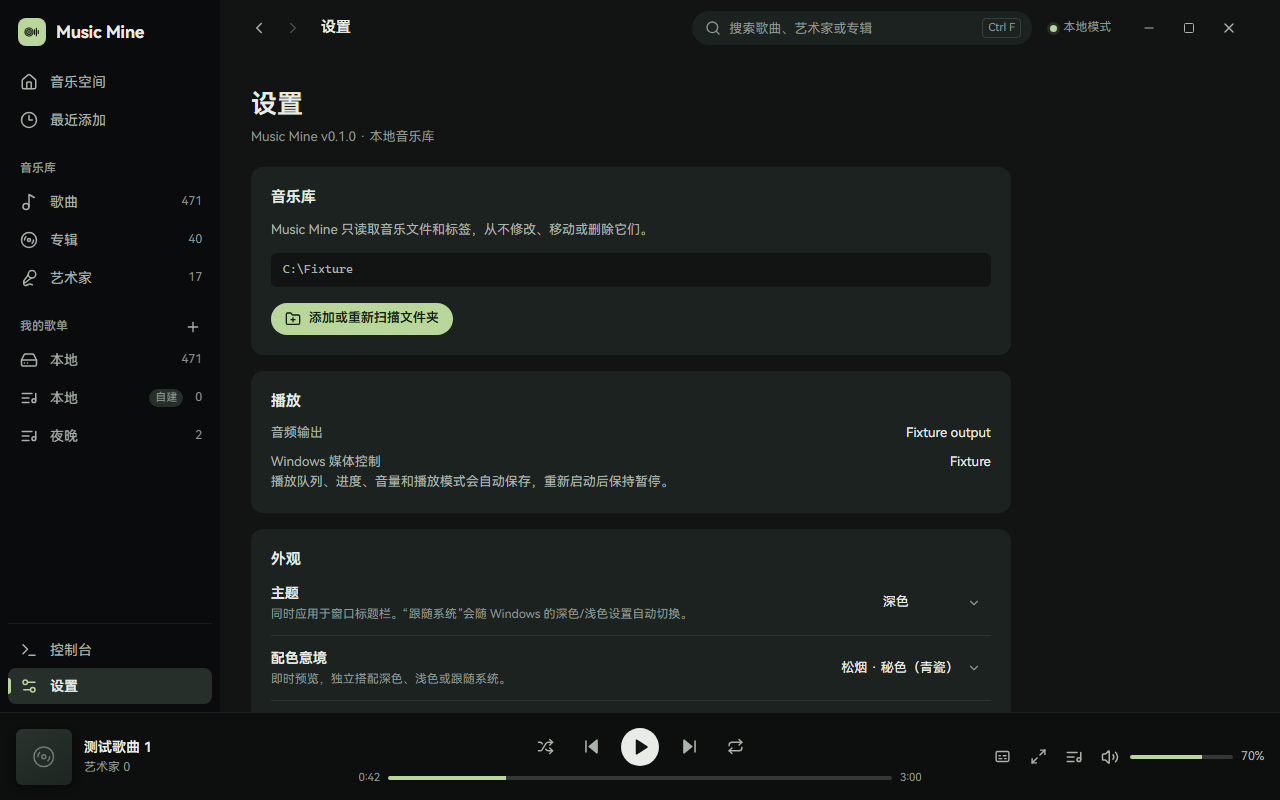 Music Mine
音乐空间
最近添加
音乐库
歌曲 471
专辑 40
艺术家 17
我的歌单
本地 471
本地 自建 0
夜晚 2
控制台
设置
设置
搜索歌曲、艺术家或专辑 Ctrl F
本地模式
设置
Music Mine v0.1.0 · 本地音乐库
音乐库
Music Mine 只读取音乐文件和标签，从不修改、移动或删除它们。
C:\Fixture
添加或重新扫描文件夹
播放
音频输出 Fixture output
Windows 媒体控制 Fixture
播放队列、进度、音量和播放模式会自动保存，重新启动后保持暂停。
外观
主题
同时应用于窗口标题栏。“跟随系统”会随 Windows 的深色/浅色设置自动切换。
深色
配色意境
即时预览，独立搭配深色、浅色或跟随系统。
松烟 · 秘色（青瓷）
测试歌曲 1
艺术家 0
0:42 3:00
70%